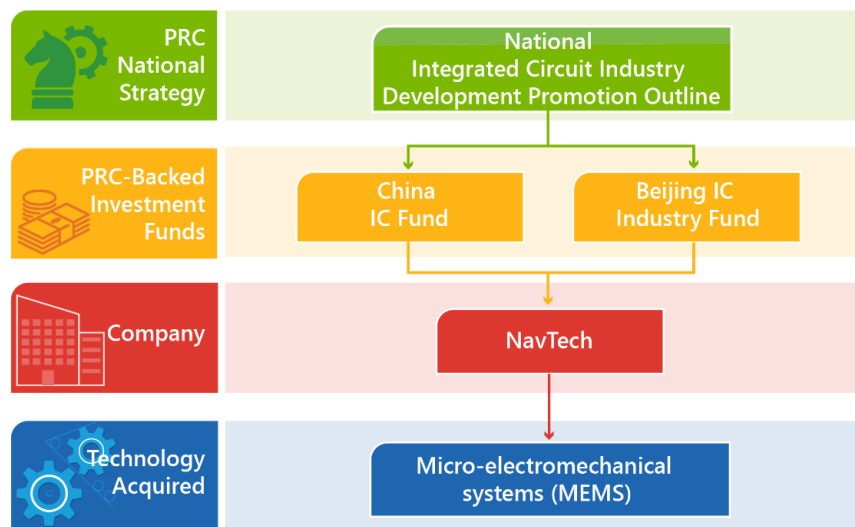 PRC
National
Strategy
National
Integrated Circuit Industry
Development Promotion Outline
PRC-Backed
Investment
Funds
China
IC Fund
Beijing IC
Industry Fund
Company
NavTech
Technology
Acquired
Micro-electromechanical
systems (MEMS)